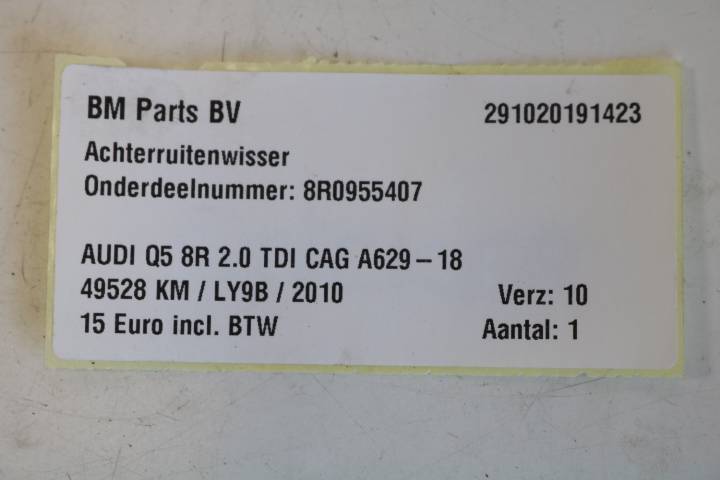 BM Parts BV 291020191423
Achterruitenwisser
Onderdeelnummer: 8R0955407
AUDI Q5 8R 2.0 TDI CAG A629-18
49528 KM / LY9B / 2010 Verz: 10
15 Euro incl. BTW Aantal: 1